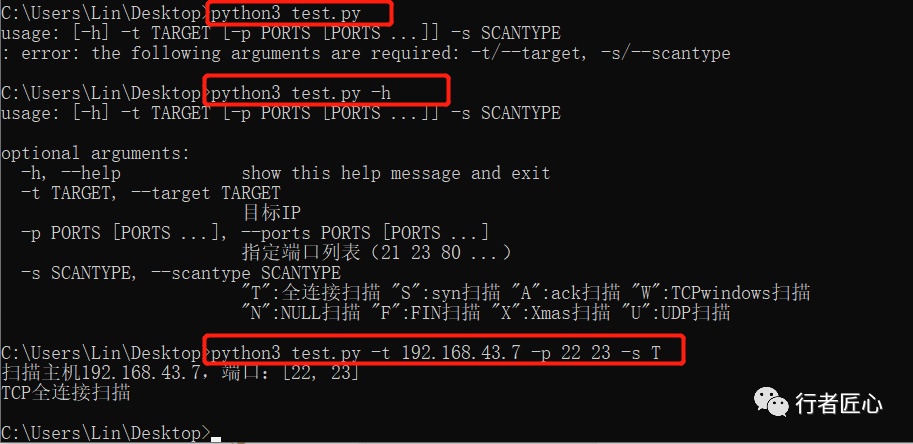 C:\Users\Lin\Desktop>python3 test.py
usage: [-h] -t TARGET [-p PORTS [PORTS ...]] -s SCANTYPE
: error: the following arguments are required: -t/--target, -s/--scantype
C:\Users\Lin\Desktop>python3 test.py -h
usage: [-h] -t TARGET [-p PORTS [PORTS ...]] -s SCANTYPE
optional arguments:
-h, --help show this help message and exit
-t TARGET, --target TARGET
目标IP
-p PORTS [PORTS ...], --ports PORTS [PORTS ...]
指定端口列表（21 23 80 ...）
-s SCANTYPE, --scantype SCANTYPE
"T":全连接扫描 "S":syn扫描 "A":ack扫描 "W":TCPwindows扫描
"N":NULL扫描 "F":FIN扫描 "X":Xmas扫描 "U":UDP扫描
C:\Users\Lin\Desktop>python3 test.py -t 192.168.43.7 -p 22 23 -s T
扫描主机192.168.43.7，端口：[22, 23]
TCP全连接扫描
C:\Users\Lin\Desktop>
行者匠心